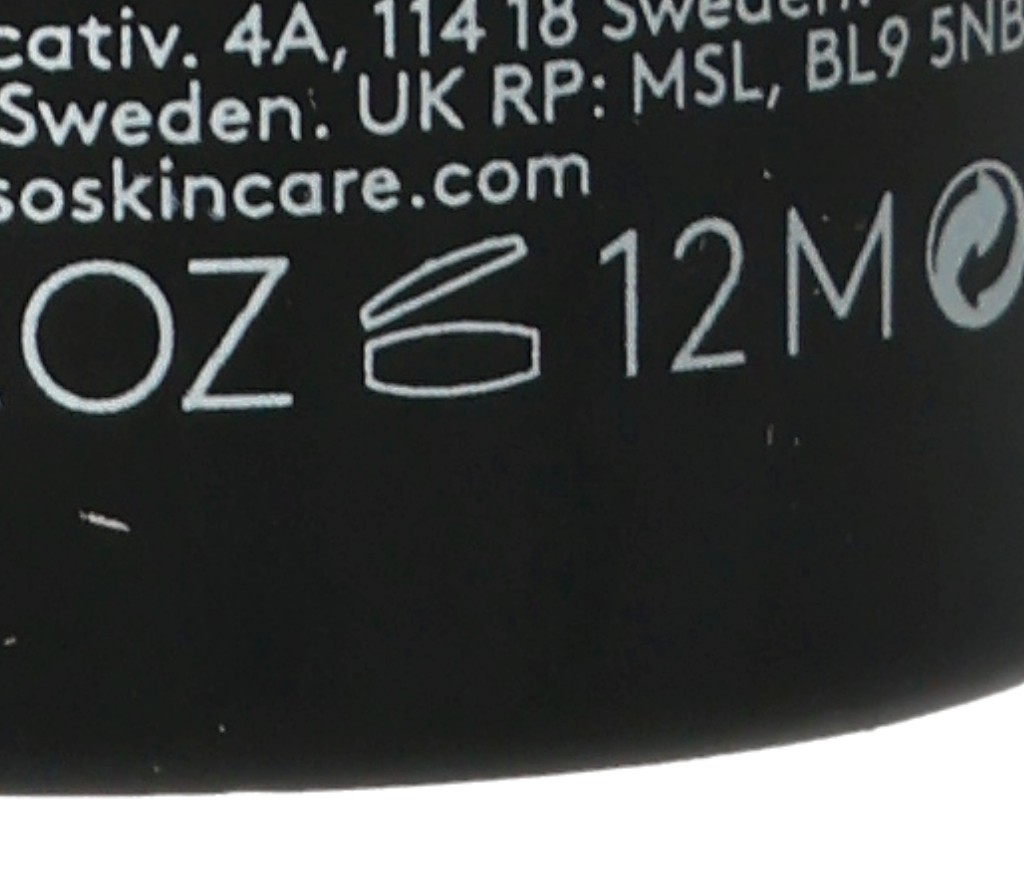 cativ. 4A, 114 18 Sweden.
Sweden. UK RP: MSL, BL9 5NB
soskincare.com
OZ 12M